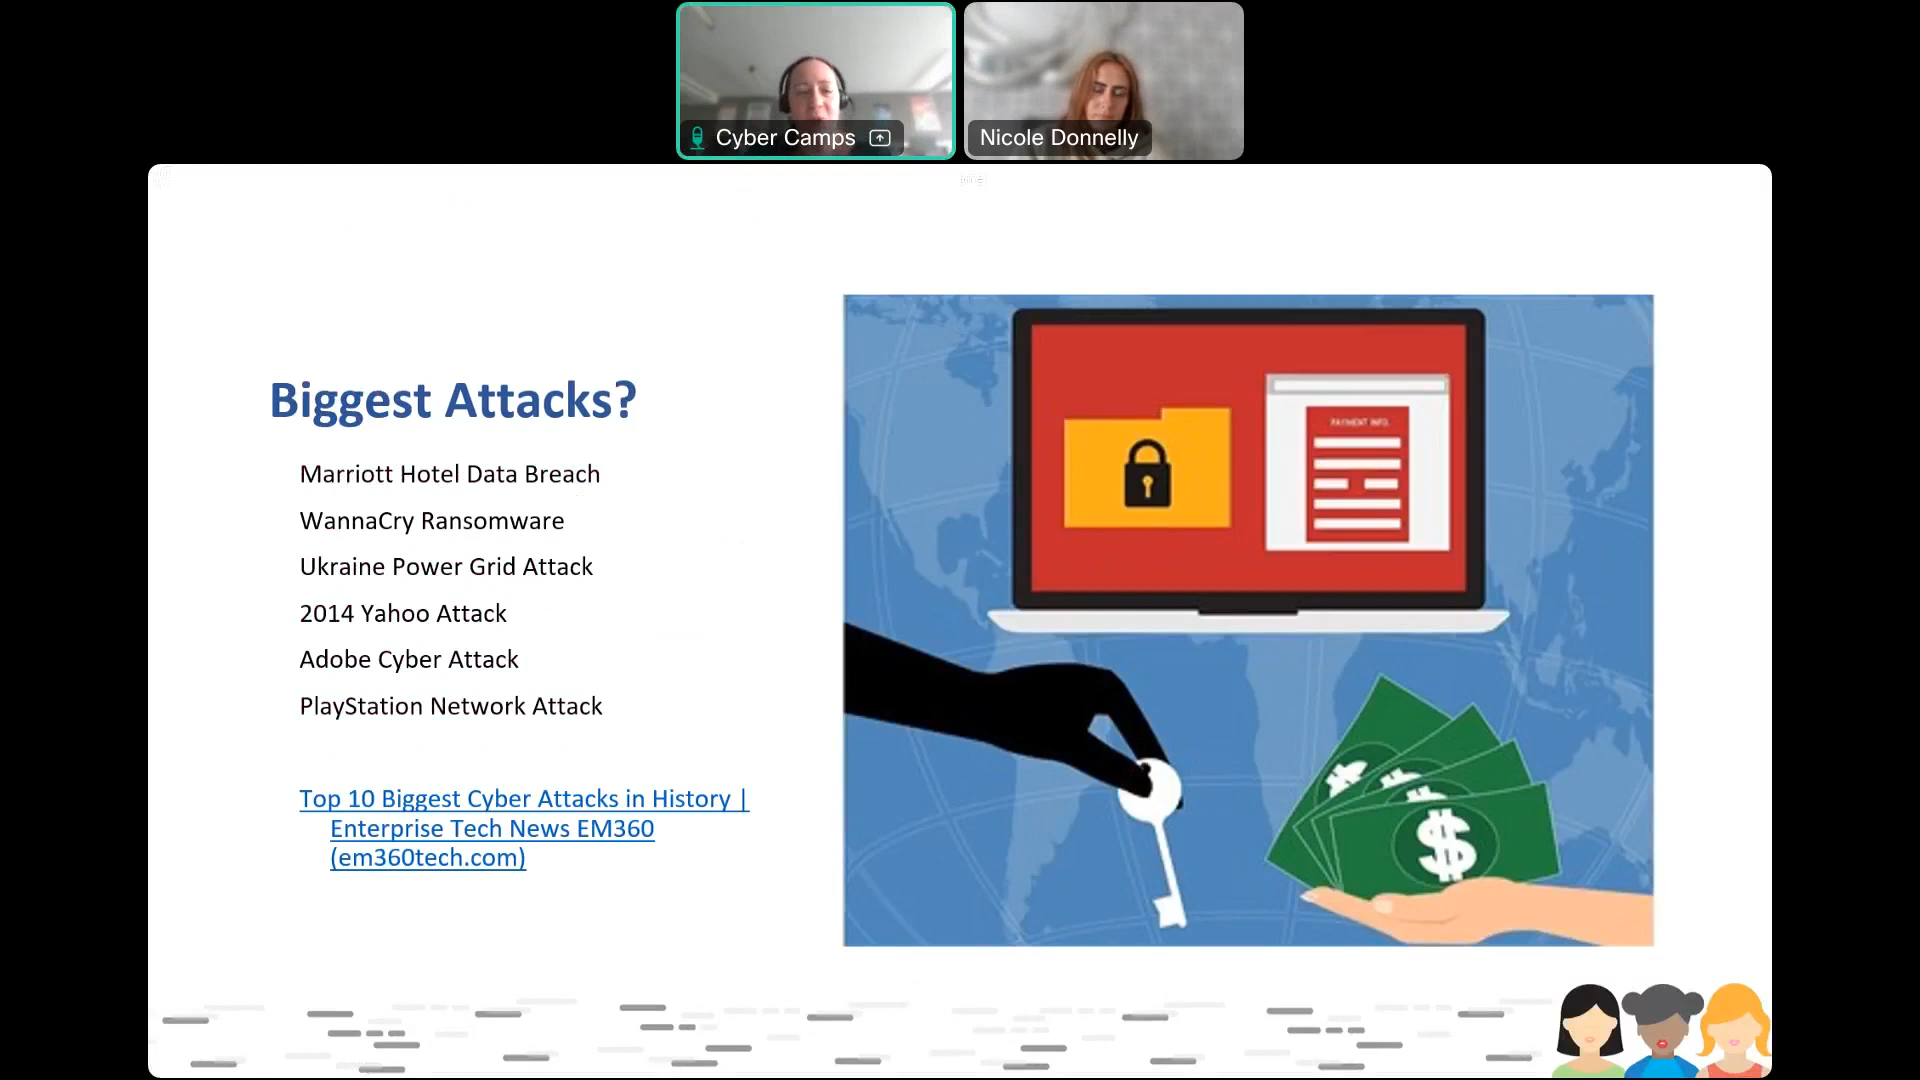 Cyber Camps
Nicole Donnelly
Biggest Attacks?
Marriott Hotel Data Breach
WannaCry Ransomware
Ukraine Power Grid Attack
2014 Yahoo Attack
Adobe Cyber Attack
PlayStation Network Attack
Top 10 Biggest Cyber Attacks in History |
Enterprise Tech News EM360
(em360tech.com)
PAYMENT INFO.
$